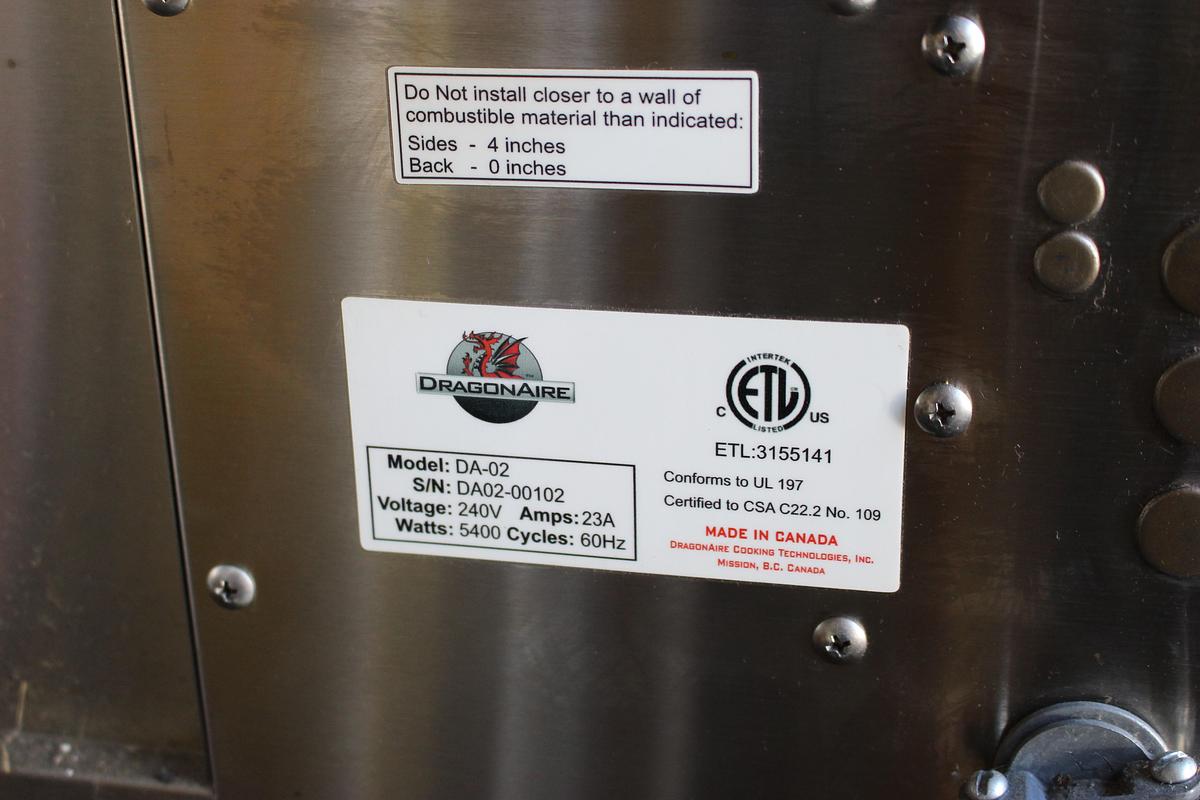 Do Not install closer to a wall of
combustible material than indicated:
Sides - 4 inches
Back - 0 inches
DRAGONAIRE™
Model: DA-02
S/N: DA02-00102
Voltage: 240V Amps: 23A
Watts: 5400 Cycles: 60Hz
INTERTEK
ETL
LISTED
C US
ETL:3155141
Conforms to UL 197
Certified to CSA C22.2 No. 109
MADE IN CANADA
DRAGONAIRE COOKING TECHNOLOGIES, INC.
MISSION, B.C. CANADA